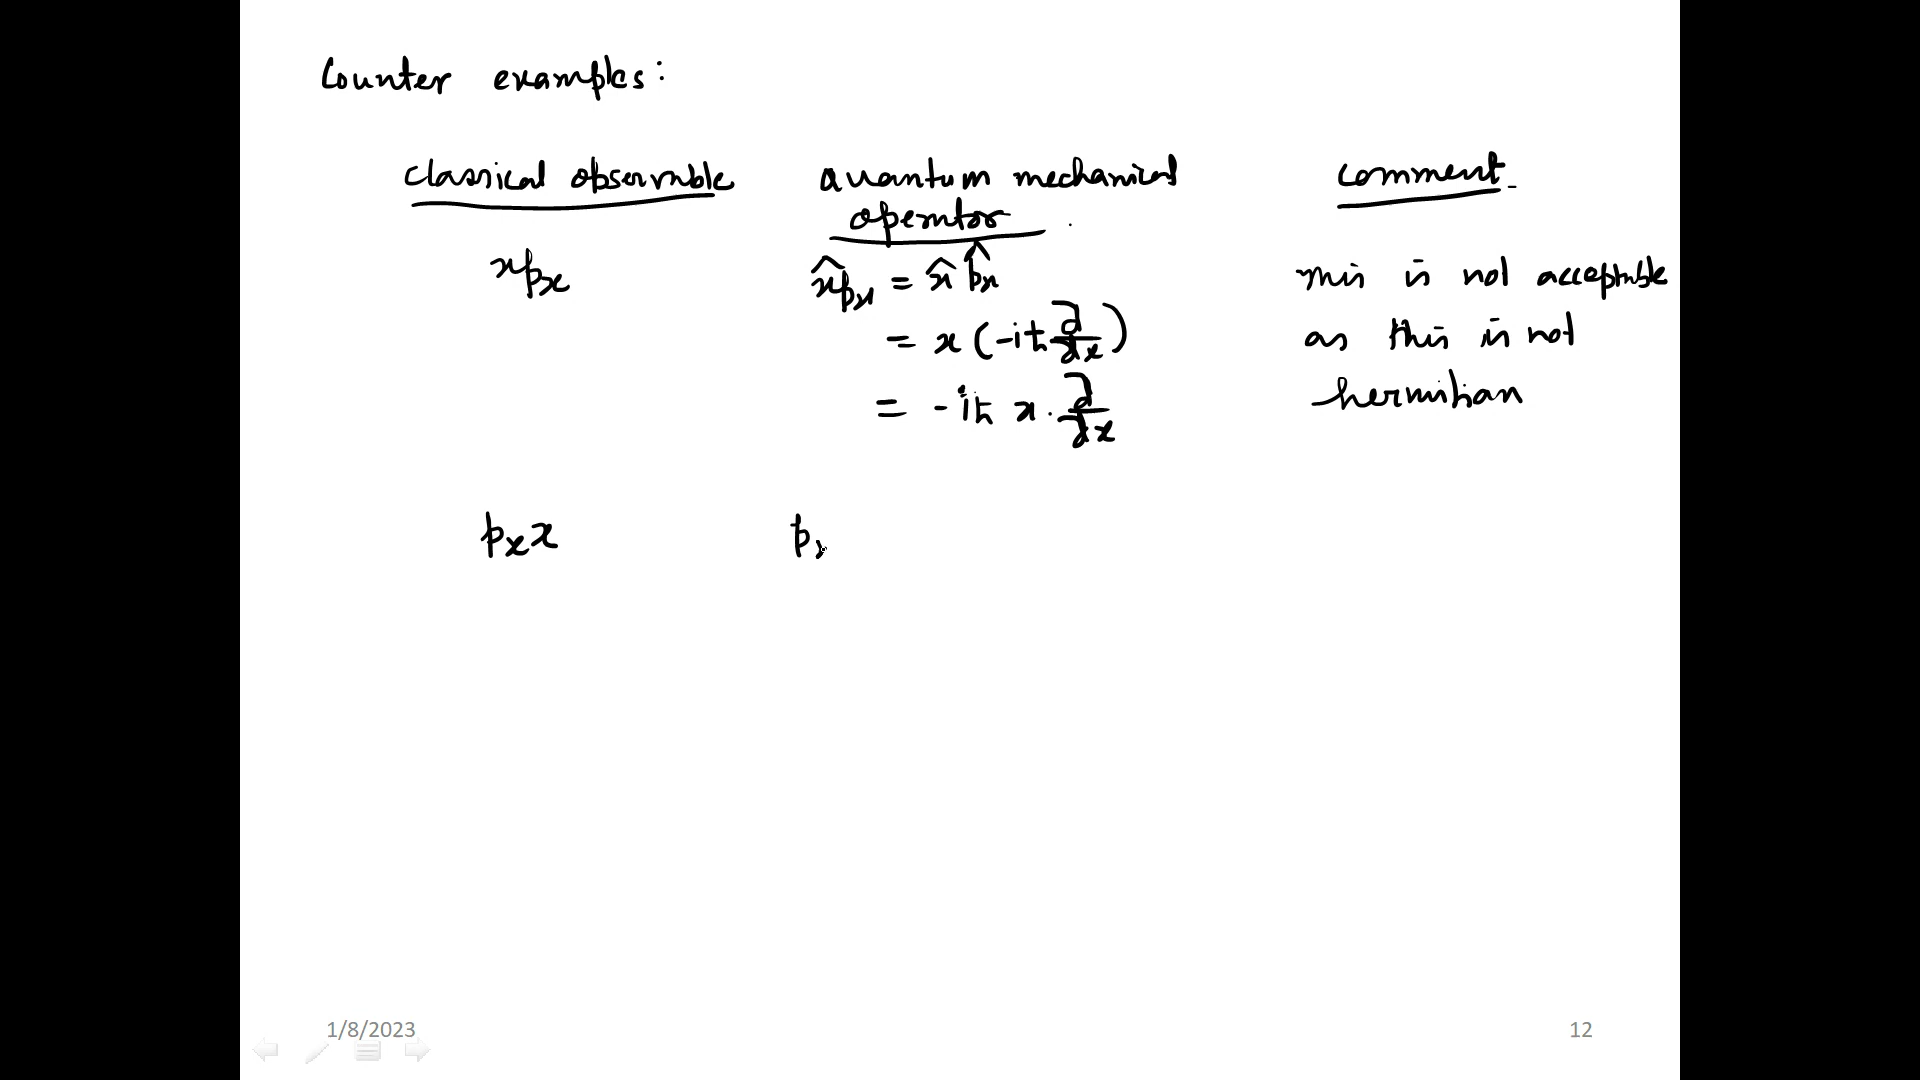 Counter examples:
classical observable quantum mechanical operator comment
xpₓ x̂pₓ = x̂ p̂ₓ This is not acceptable
= x (-iħ ∂/∂x) as this is not
= -iħ x · ∂/∂x hermitian
pₓx pₓ
1/8/2023 12